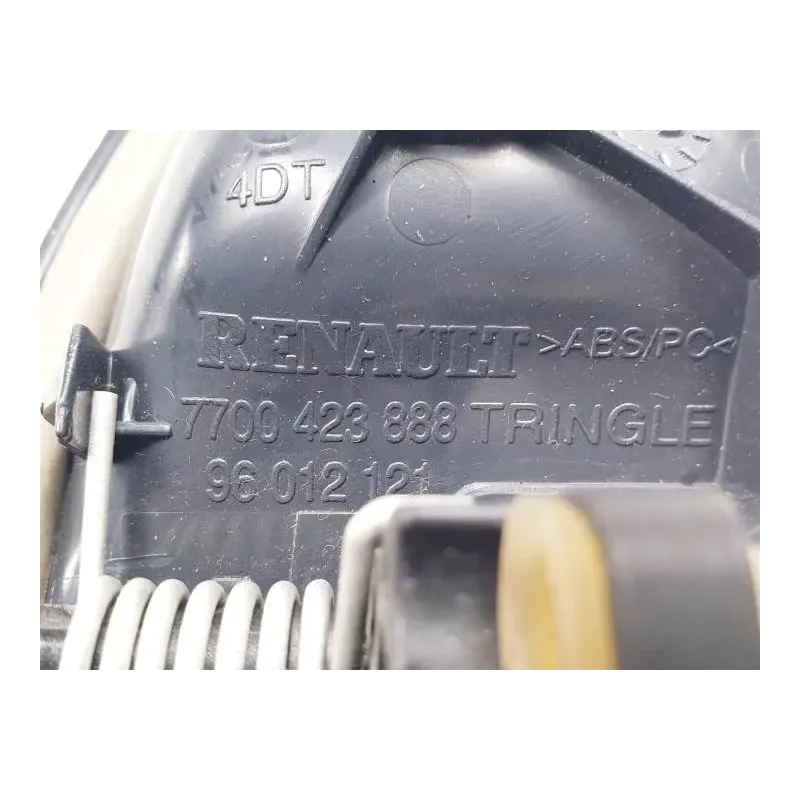 4DT
RENAULT >ABS/PC<
7700 423 888 TRINGLE
96 012 121